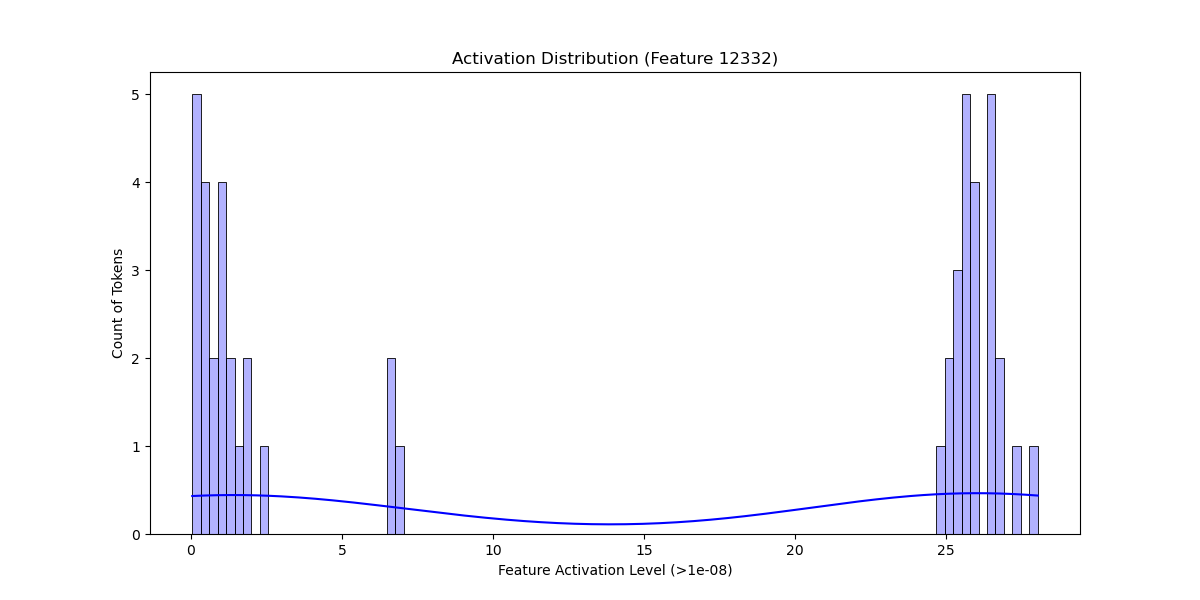 Activation Distribution (Feature 12332)
Count of Tokens
5
4
3
2
1
0
0 5 10 15 20 25
Feature Activation Level (>1e-08)